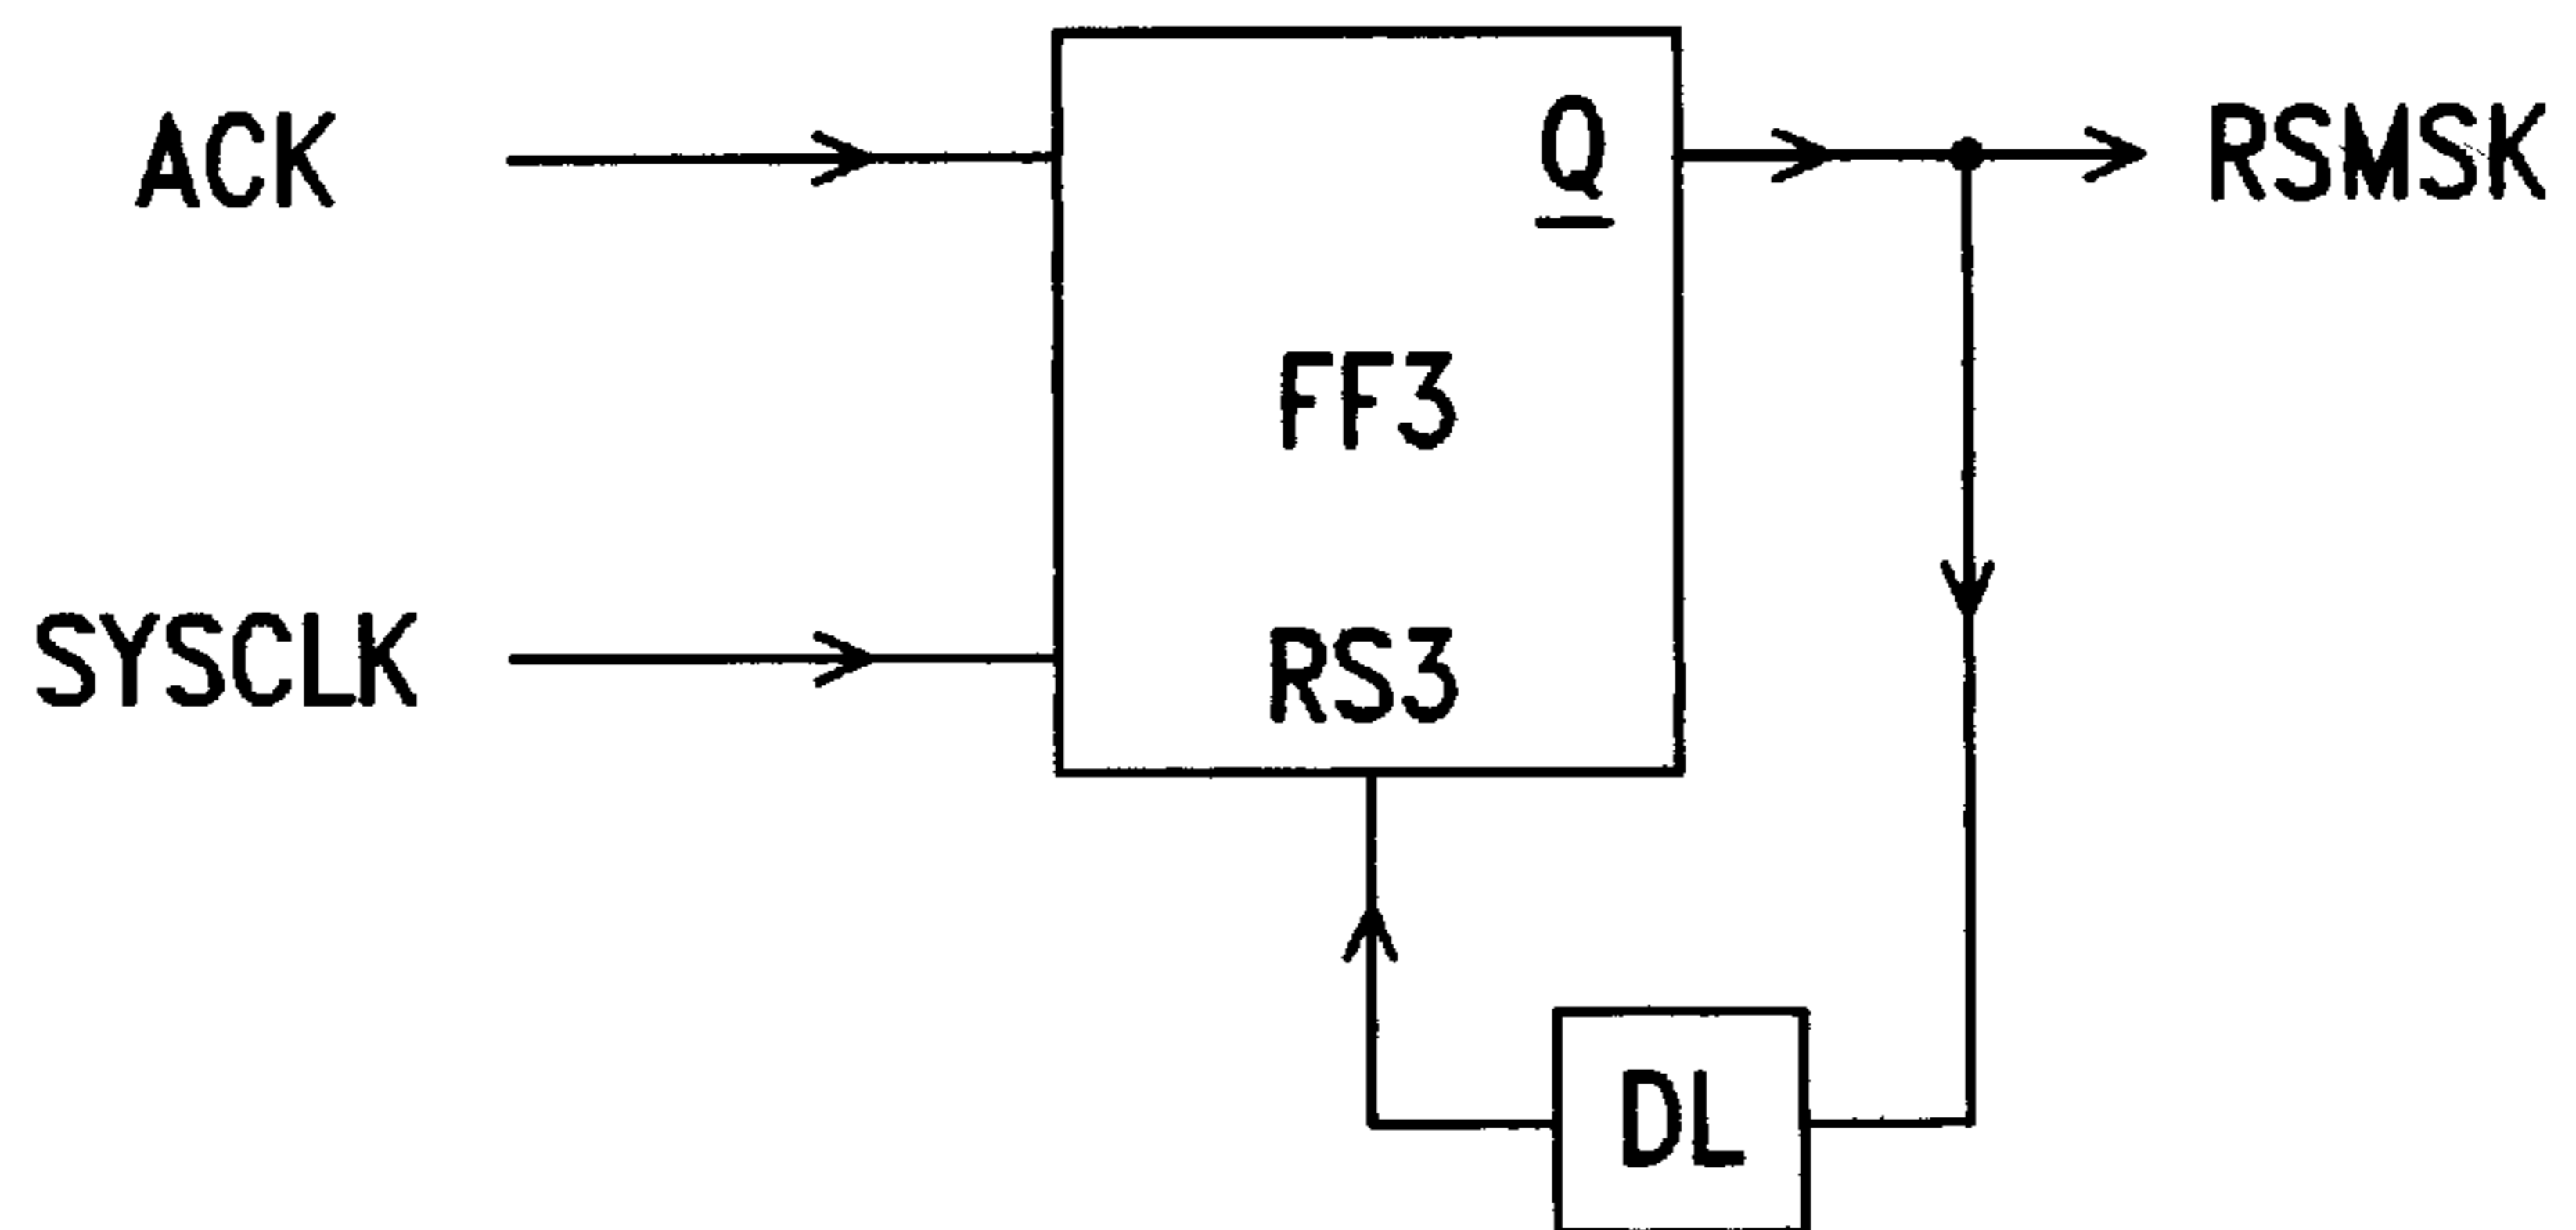 ACK
Q
RSMSK
FF3
SYSCLK
RS3
DL